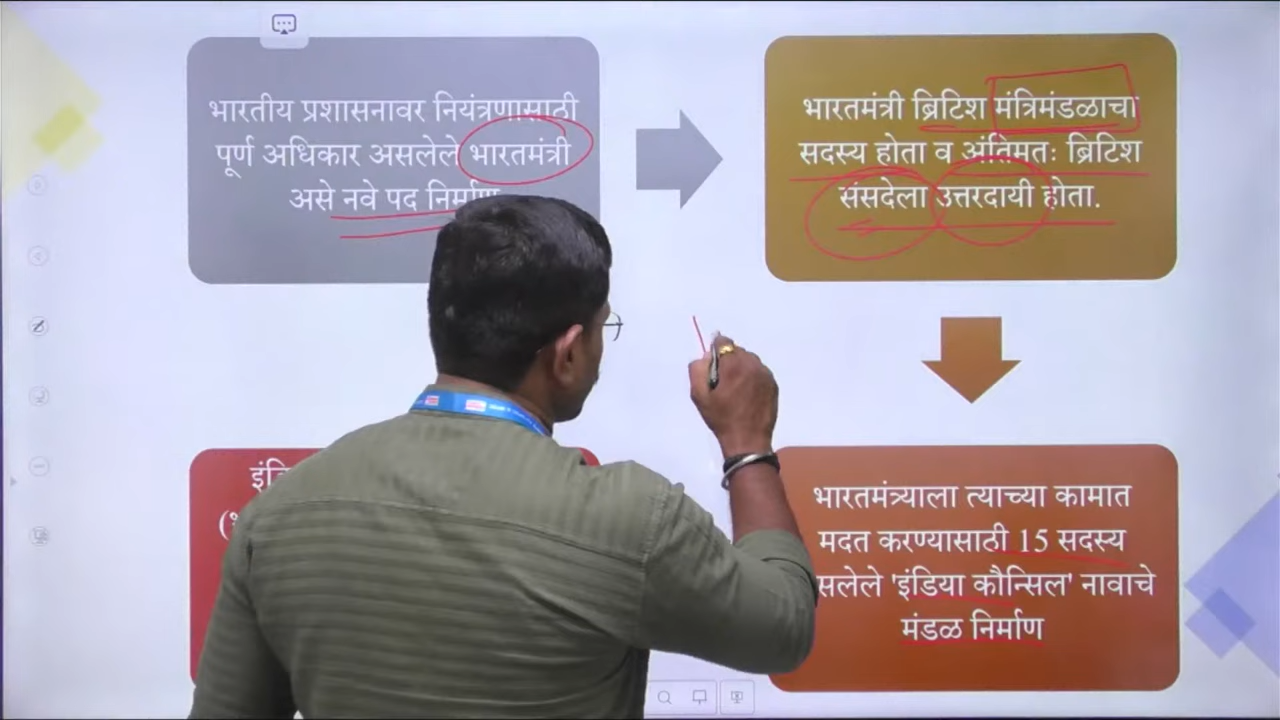 भारतीय प्रशासनावर नियंत्रणासाठी
पूर्ण अधिकार असलेले भारतमंत्री
असे नवे पद निर्माण
भारतमंत्री ब्रिटिश मंत्रिमंडळाचा
सदस्य होता व अंतिमतः ब्रिटिश
संसदेला उत्तरदायी होता.
भारतमंत्र्याला त्याच्या कामात
मदत करण्यासाठी 15 सदस्य
'इंडिया कौन्सिल' नावाचे
मंडळ निर्माण